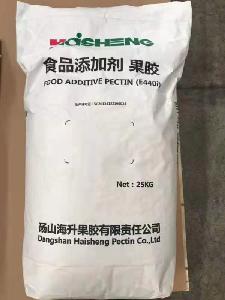 HAISHENG
食品添加剂 果胶
FOOD ADDITIVE PECTIN (E440i)
Net : 25KG
砀山海升果胶有限责任公司
Dangshan Haisheng Pectin Co.,Ltd